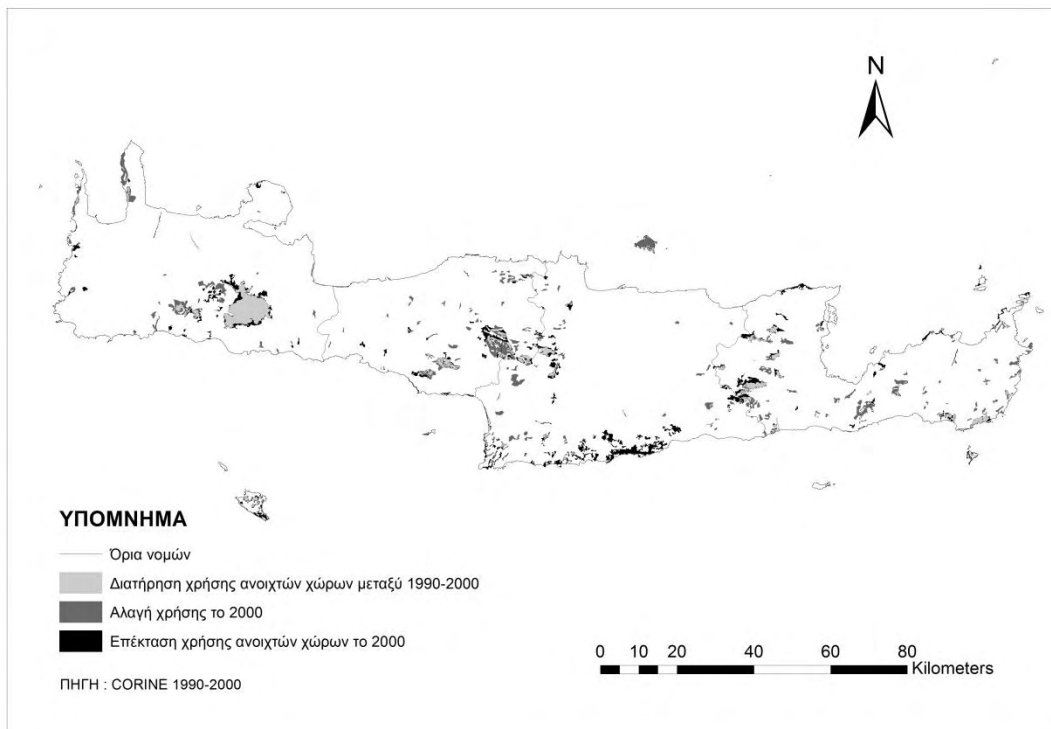 N
ΥΠΟΜΝΗΜΑ
Όρια νομών
Διατήρηση χρήσης ανοιχτών χώρων μεταξύ 1990-2000
Αλαγή χρήσης το 2000
Επέκταση χρήσης ανοιχτών χώρων το 2000
ΠΗΓΗ : CORINE 1990-2000
0 10 20 40 60 80
Kilometers